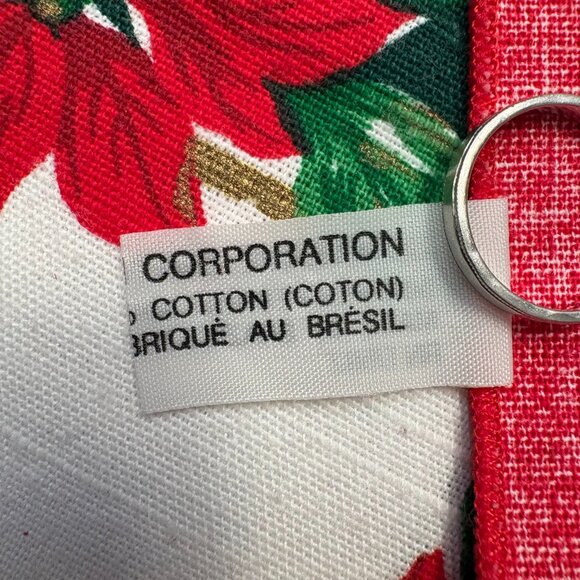 CORPORATION
COTTON (COTON)
BRIQUÉ AU BRÉSIL